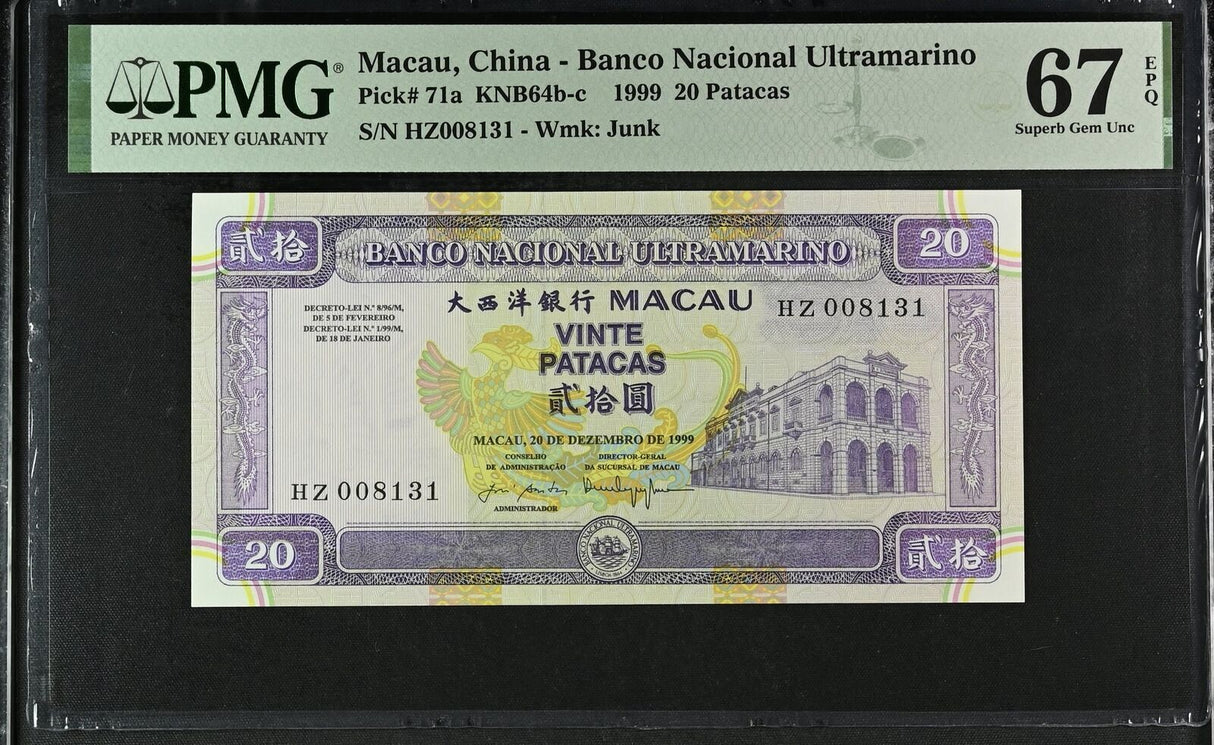 PMG®
PAPER MONEY GUARANTY
Macau, China - Banco Nacional Ultramarino
Pick# 71a KNB64b-c 1999 20 Patacas
S/N HZ008131 - Wmk: Junk
67
EPQ
Superb Gem Unc
貳拾
BANCO NACIONAL ULTRAMARINO
20
DECRETO-LEI N.º 8/96/M,
DE 5 DE FEVEREIRO
DECRETO-LEI N.º 1/99/M,
DE 18 DE JANEIRO
大西洋銀行 MACAU
HZ 008131
VINTE
PATACAS
貳拾圓
MACAU, 20 DE DEZEMBRO DE 1999
CONSELHO
DE ADMINISTRAÇÃO
DIRECTOR-GERAL
DA SUCURSAL DE MACAU
HZ 008131
ADMINISTRADOR
20
BANCO NACIONAL ULTRAMARINO
貳拾